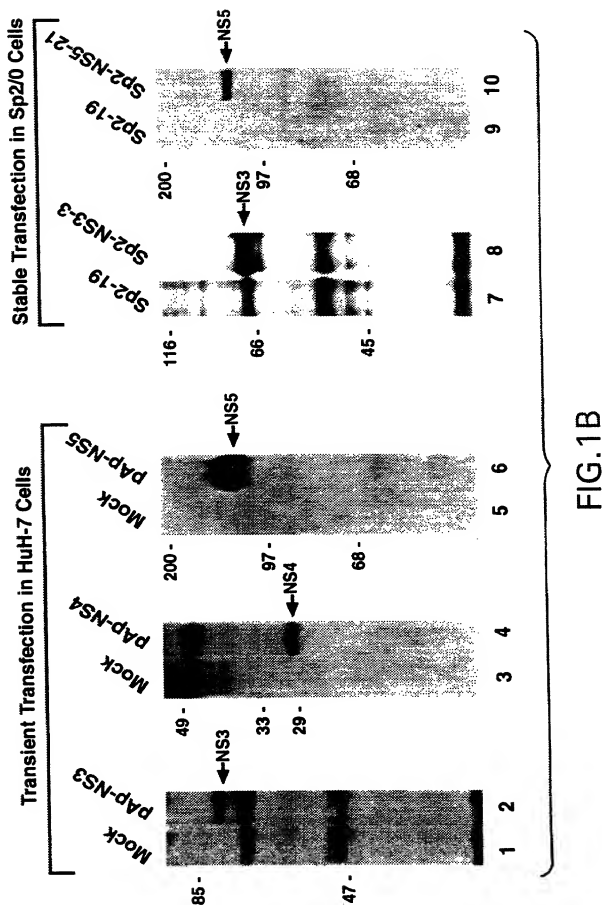 Transient Transfection in HuH-7 Cells
Mock
pAp-NS3
85 -
47 -
←NS3
1
2
Mock
pAp-NS4
49 -
33 -
29 -
←NS4
3
4
Mock
pAp-NS5
200 -
97 -
68 -
←NS5
5
6
Stable Transfection in Sp2/0 Cells
Sp2-19
Sp2-NS3-3
116 -
66 -
45 -
←NS3
7
8
Sp2-19
Sp2-NS5-21
200 -
97 -
68 -
←NS5
9
10
FIG.1B